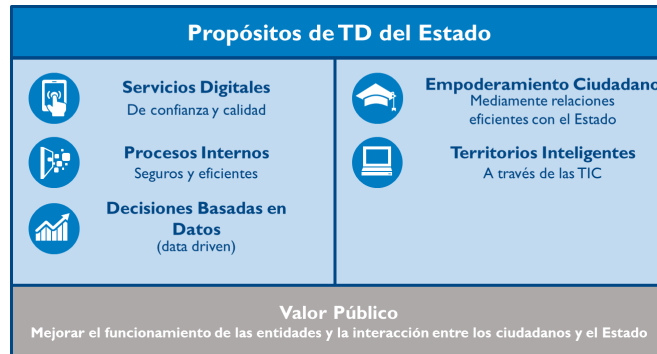 Propósitos de TD del Estado
Servicios Digitales
De confianza y calidad
Procesos Internos
Seguros y eficientes
Decisiones Basadas en
Datos
(data driven)
Empoderamiento Ciudadano
Mediamente relaciones
eficientes con el Estado
Territorios Inteligentes
A través de las TIC
Valor Público
Mejorar el funcionamiento de las entidades y la interacción entre los ciudadanos y el Estado